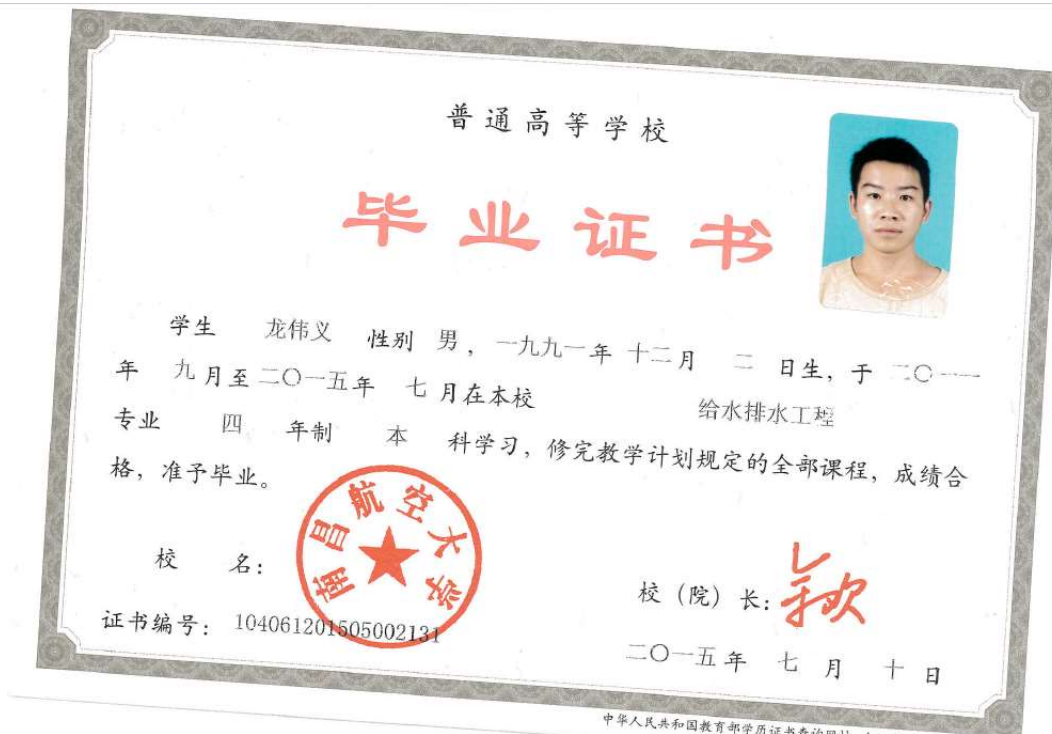 普通高等学校
毕业证书
学生 龙伟义 性别 男，一九九一年 十二月 二 日生，于 二〇一一
年 九月至二〇一五年 七月在本校 给水排水工程
专业 四 年制 本 科学习，修完教学计划规定的全部课程，成绩合
格，准予毕业。
南昌航空大学
校 名：
校（院）长：
证书编号：104061201505002131
二〇一五年 七月 十日
中华人民共和国教育部学历证书查询网址